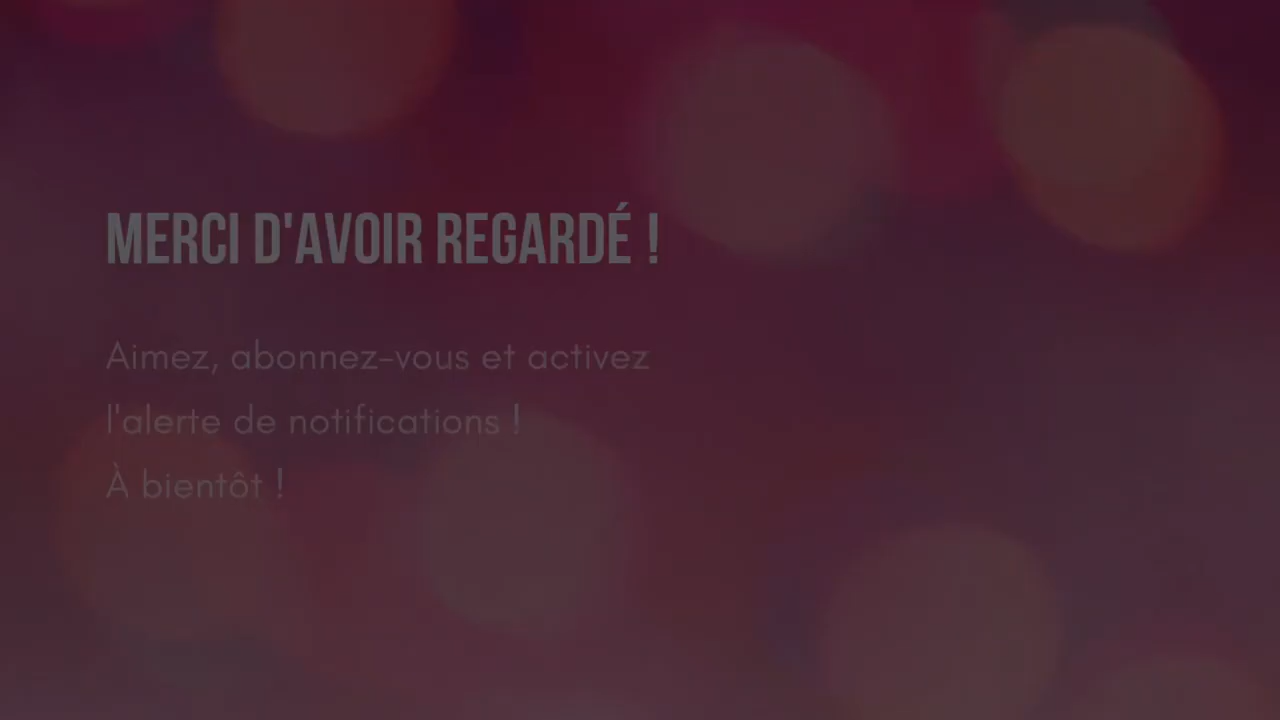 MERCI D'AVOIR REGARDÉ !
Aimez, abonnez-vous et activez
l'alerte de notifications !
À bientôt !